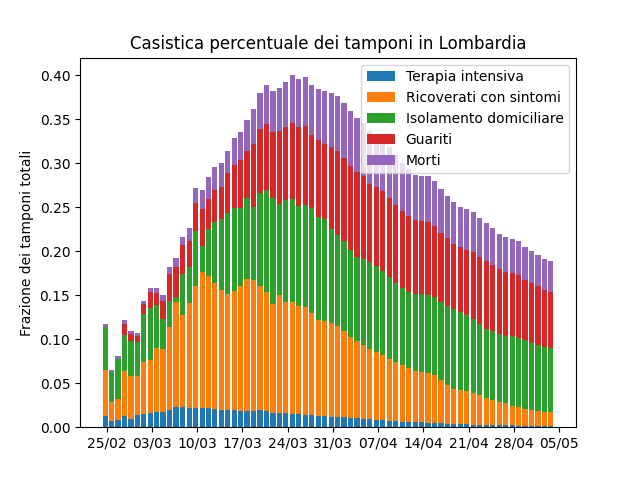 Casistica percentuale dei tamponi in Lombardia
Frazione dei tamponi totali
0.40
0.35
0.30
0.25
0.20
0.15
0.10
0.05
0.00
25/02 03/03 10/03 17/03 24/03 31/03 07/04 14/04 21/04 28/04 05/05
Terapia intensiva
Ricoverati con sintomi
Isolamento domiciliare
Guariti
Morti